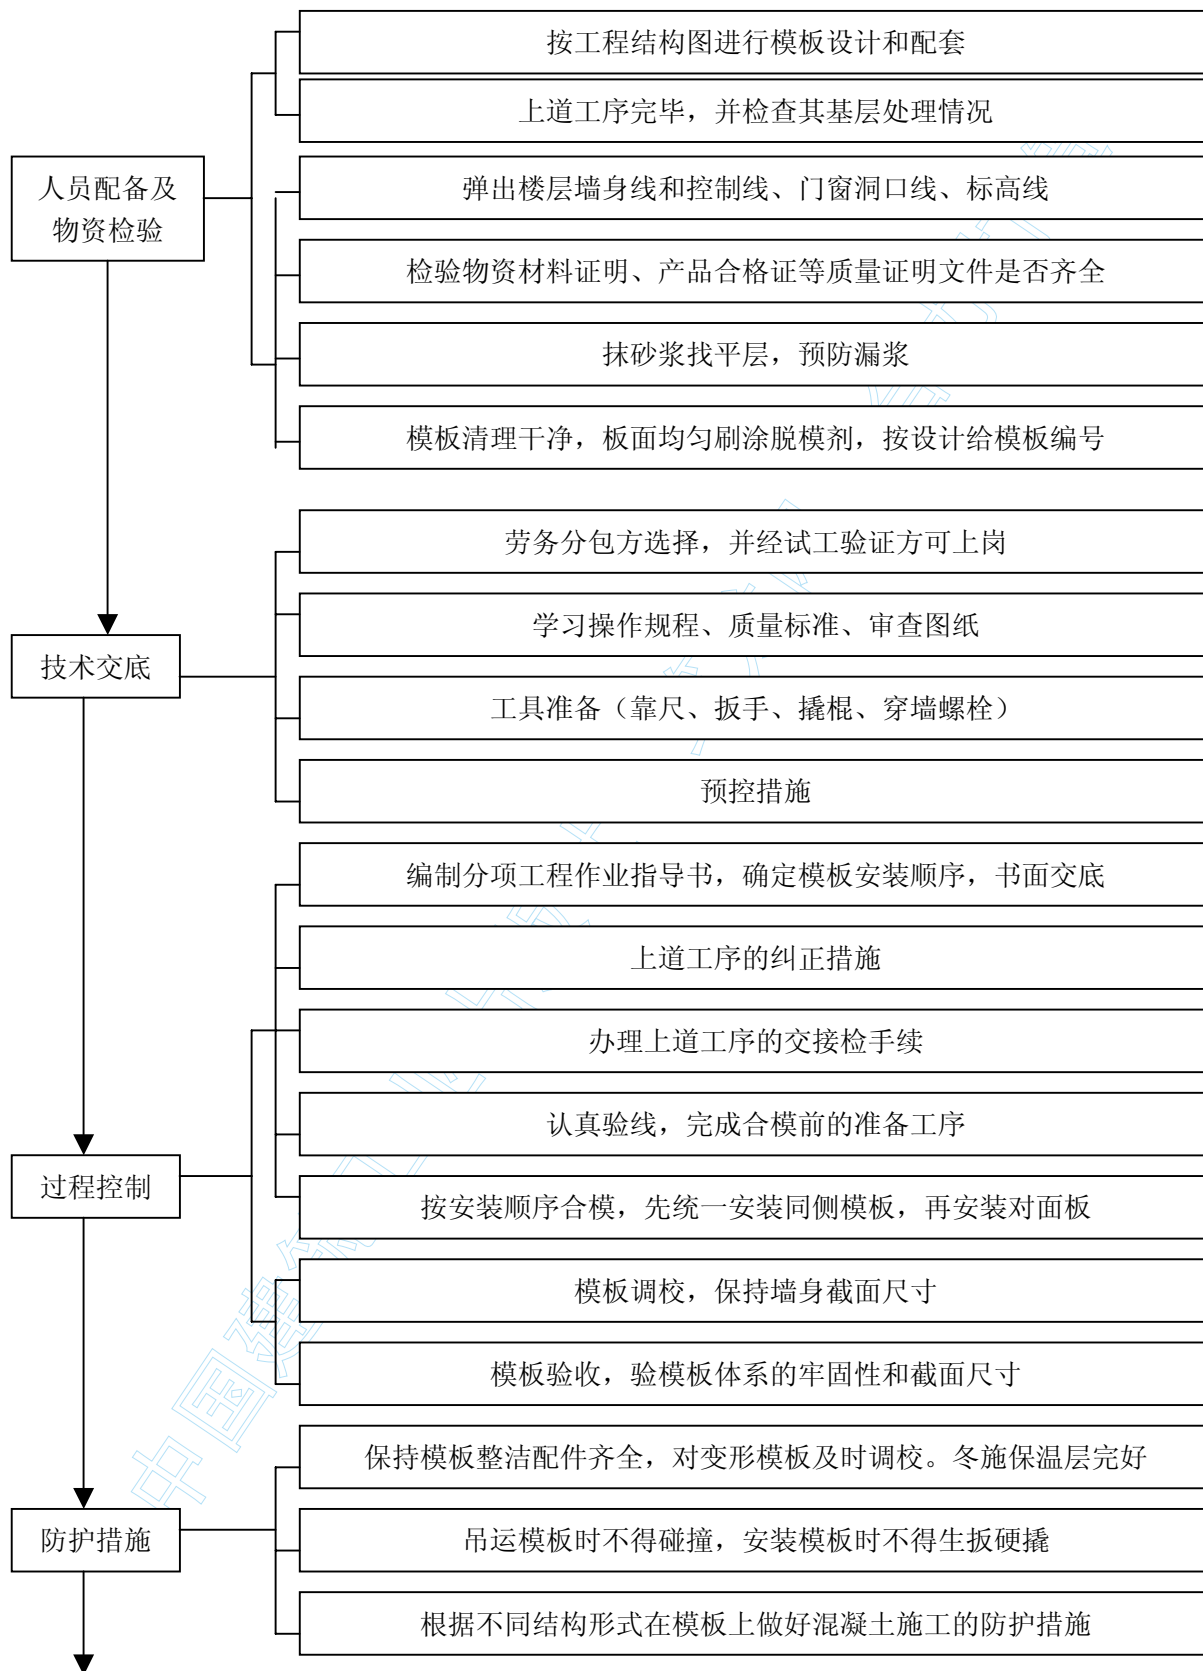 按工程结构图进行模板设计和配套
上道工序完毕，并检查其基层处理情况
人员配备及
物资检验
弹出楼层墙身线和控制线、门窗洞口线、标高线
检验物资材料证明、产品合格证等质量证明文件是否齐全
抹砂浆找平层，预防漏浆
模板清理干净，板面均匀刷涂脱模剂，按设计给模板编号
劳务分包方选择，并经试工验证方可上岗
学习操作规程、质量标准、审查图纸
技术交底
工具准备（靠尺、扳手、撬棍、穿墙螺栓）
预控措施
编制分项工程作业指导书，确定模板安装顺序，书面交底
上道工序的纠正措施
办理上道工序的交接检手续
认真验线，完成合模前的准备工序
过程控制
按安装顺序合模，先统一安装同侧模板，再安装对面板
模板调校，保持墙身截面尺寸
模板验收，验模板体系的牢固性和截面尺寸
保持模板整洁配件齐全，对变形模板及时调校。冬施保温层完好
防护措施
吊运模板时不得碰撞，安装模板时不得生扳硬撬
根据不同结构形式在模板上做好混凝土施工的防护措施
中国建筑工业